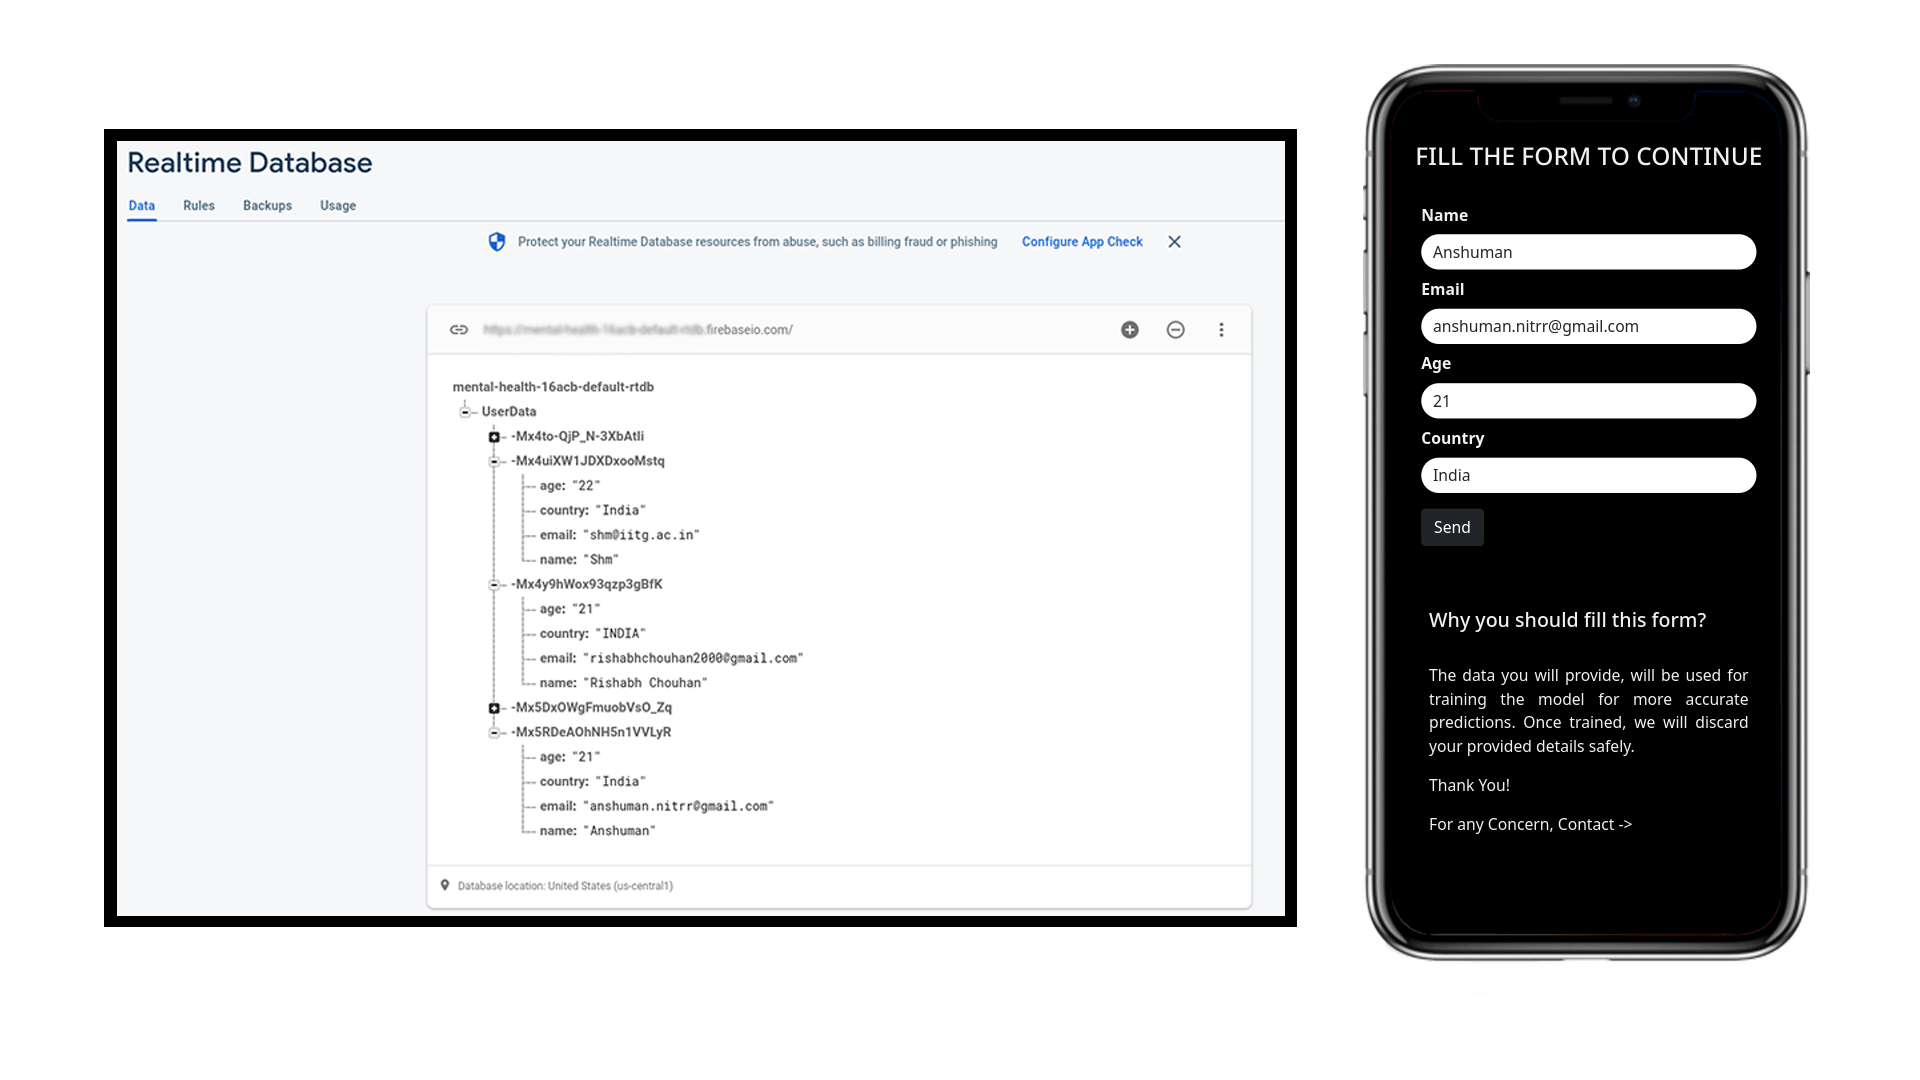 Realtime Database
Data Rules Backups Usage
Protect your Realtime Database resources from abuse, such as billing fraud or phishing Configure App Check
https://mental-health-16acb-default-rtdb.firebaseio.com/
mental-health-16acb-default-rtdb
UserData
-Mx4to-QjP_N-3XbAtli
-Mx4uiXW1JDXDxooMstq
age: "22"
country: "India"
email: "shm@iitg.ac.in"
name: "Shm"
-Mx4y9hWox93qzp3gBfK
age: "21"
country: "INDIA"
email: "rishabhchouhan2000@gmail.com"
name: "Rishabh Chouhan"
-Mx5DxOWgFmuobVsO_Zq
-Mx5RDeAOhNH5n1VVLyR
age: "21"
country: "India"
email: "anshuman.nitrr@gmail.com"
name: "Anshuman"
Database location: United States (us-central1)
FILL THE FORM TO CONTINUE
Name
Anshuman
Email
anshuman.nitrr@gmail.com
Age
21
Country
India
Send
Why you should fill this form?
The data you will provide, will be used for
training the model for more accurate
predictions. Once trained, we will discard
your provided details safely.
Thank You!
For any Concern, Contact ->